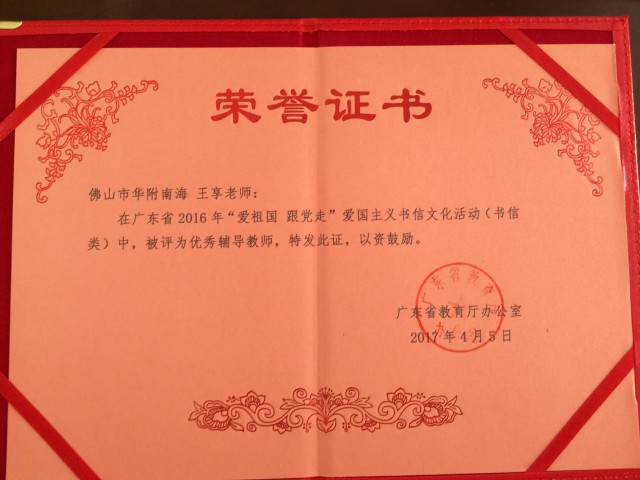 荣誉证书
佛山市华附南海 王享老师：
在广东省 2016 年“爱祖国 跟党走”爱国主义书信文化活动（书信
类）中，被评为优秀辅导教师，特发此证，以资鼓励。
广东省教育厅办公室
2017 年 4 月 5 日